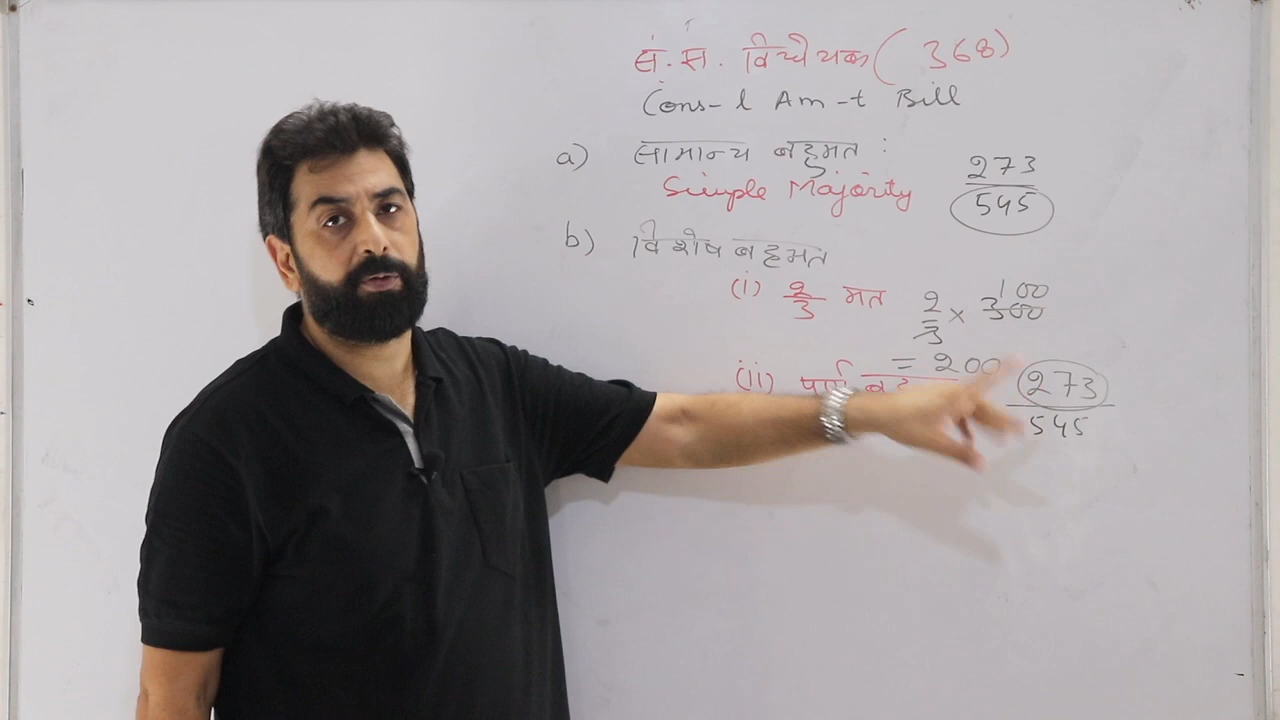 सं. सं. विधेयक ( 368 )
Cons-l Am-t Bill
a) सामान्य बहुमत :
Simple Majority
273
545
b) विशेष बहुमत
(i) 2/3 मत
2/3 × 300 100
= 200
(ii) पूर्ण
273
545